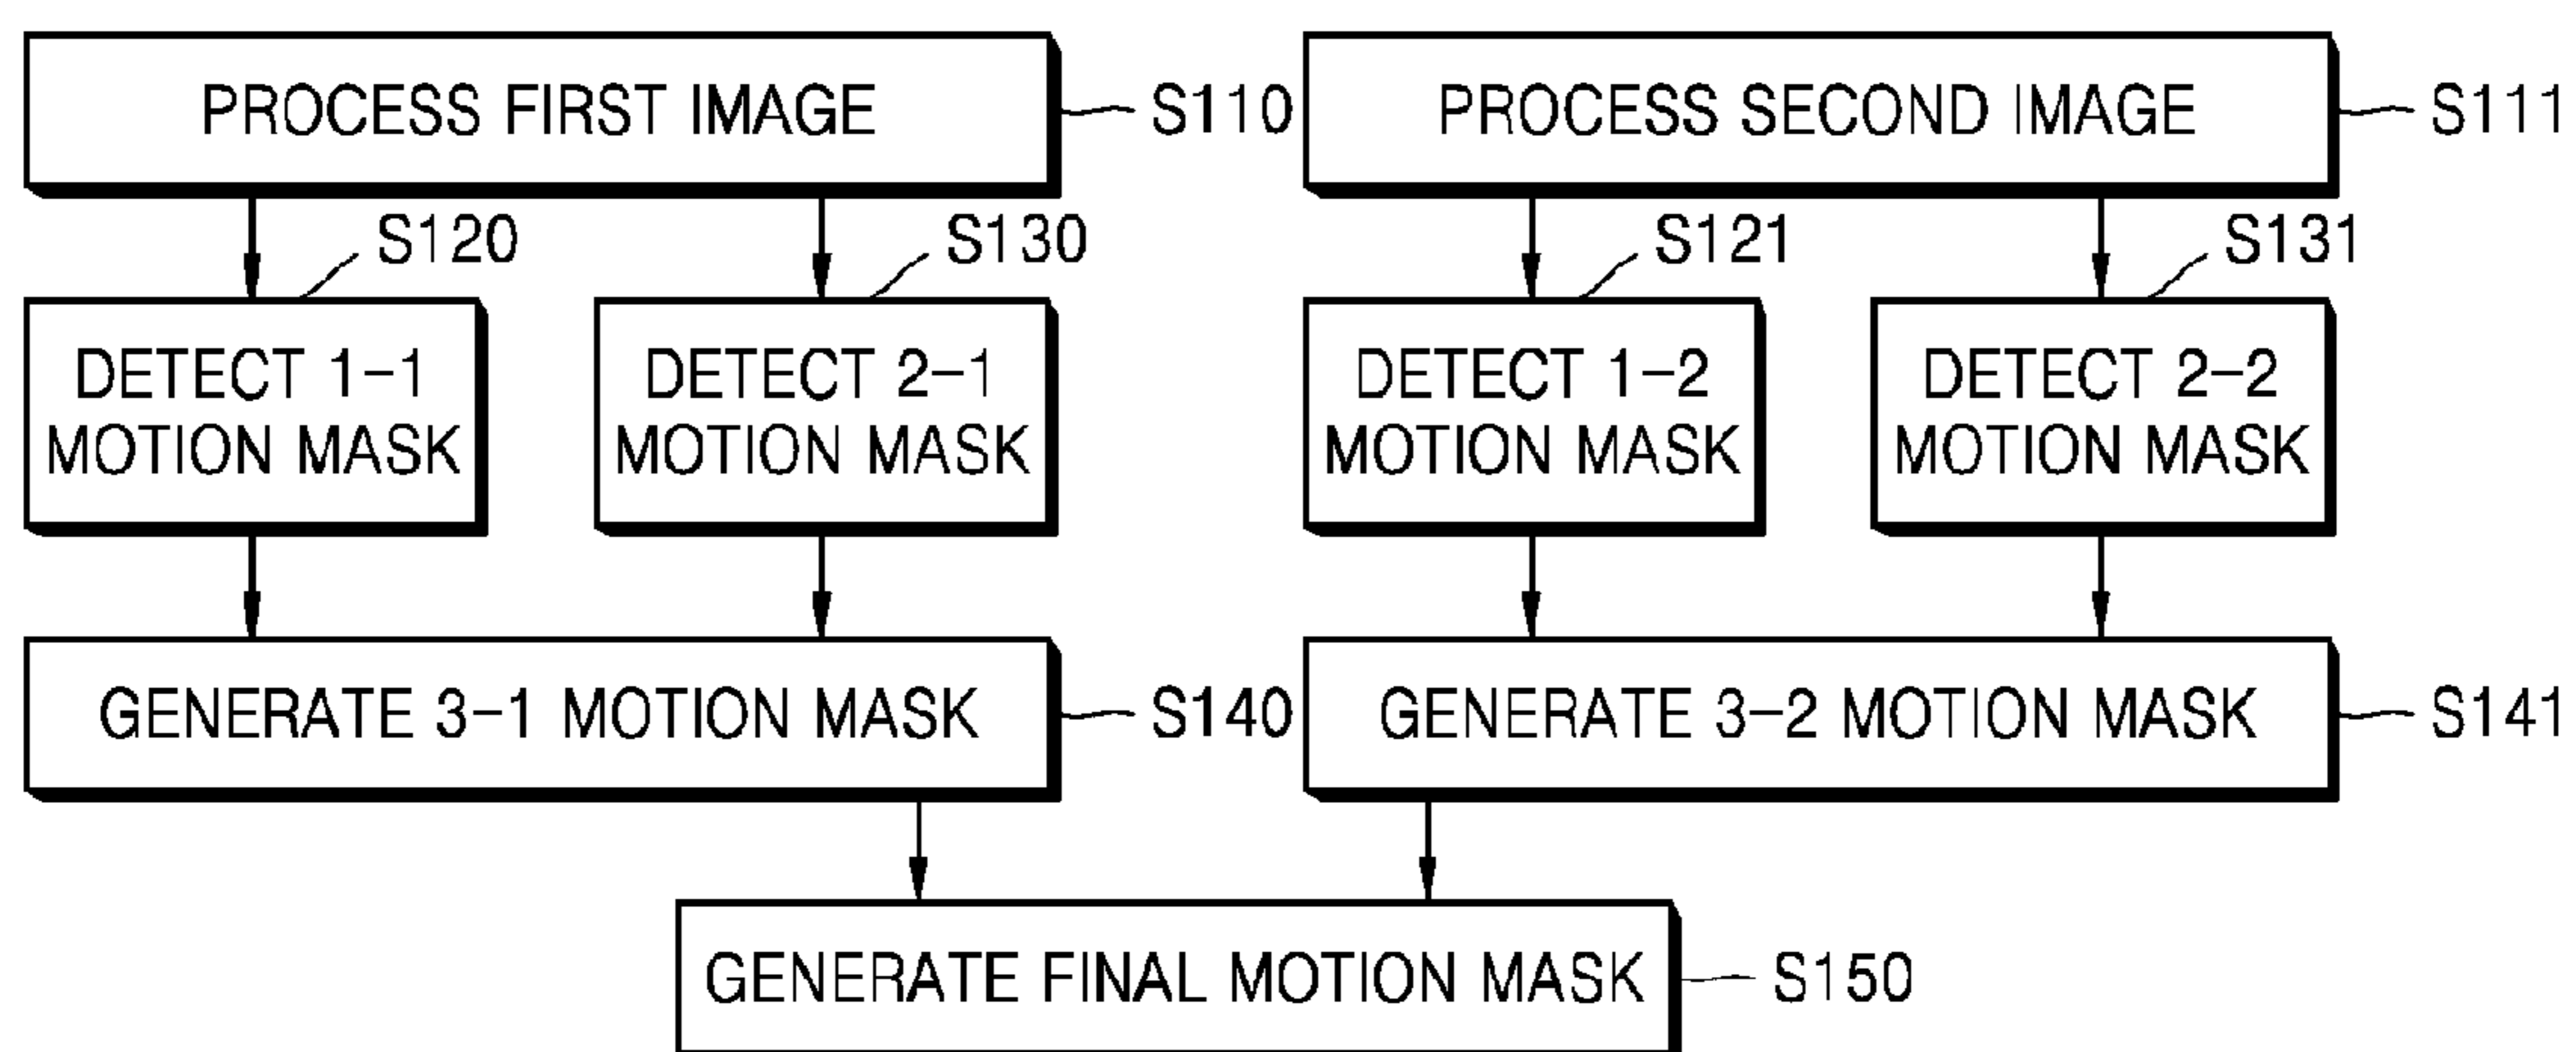 PROCESS FIRST IMAGE
S110
PROCESS SECOND IMAGE
S111
S120
S130
S121
S131
DETECT 1-1
MOTION MASK
DETECT 2-1
MOTION MASK
DETECT 1-2
MOTION MASK
DETECT 2-2
MOTION MASK
GENERATE 3-1 MOTION MASK
S140
GENERATE 3-2 MOTION MASK
S141
GENERATE FINAL MOTION MASK
S150